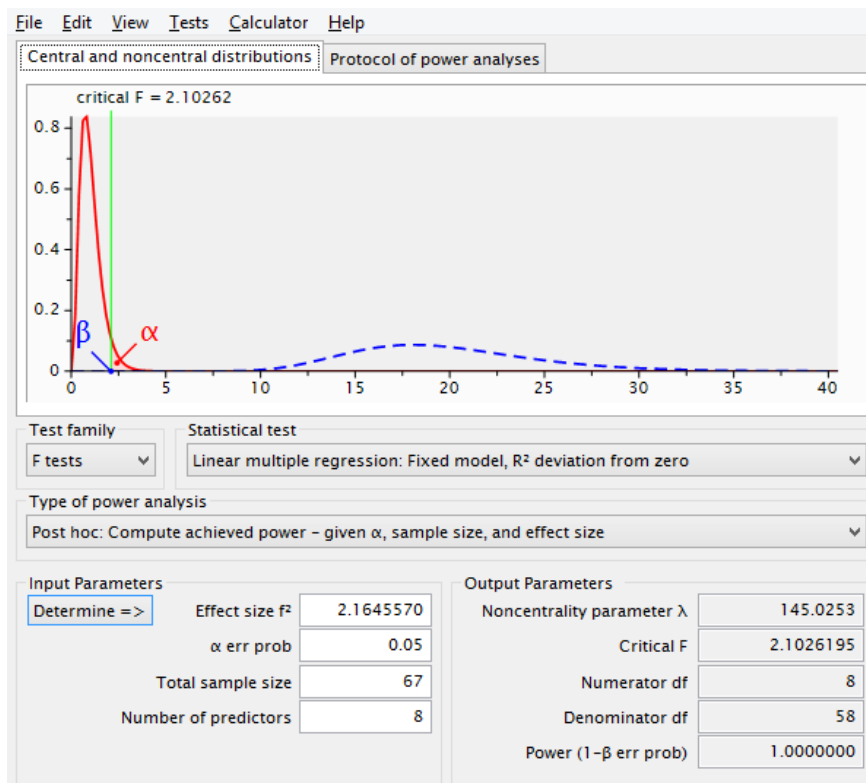 File Edit View Tests Calculator Help
Central and noncentral distributions Protocol of power analyses
critical F = 2.10262
0.8
0.6
0.4
0.2
β α
0
0 5 10 15 20 25 30 35 40
Test family Statistical test
F tests Linear multiple regression: Fixed model, R² deviation from zero
Type of power analysis
Post hoc: Compute achieved power – given α, sample size, and effect size
Input Parameters Output Parameters
Determine => Effect size f² 2.1645570 Noncentrality parameter λ 145.0253
α err prob 0.05 Critical F 2.1026195
Total sample size 67 Numerator df 8
Number of predictors 8 Denominator df 58
Power (1-β err prob) 1.0000000